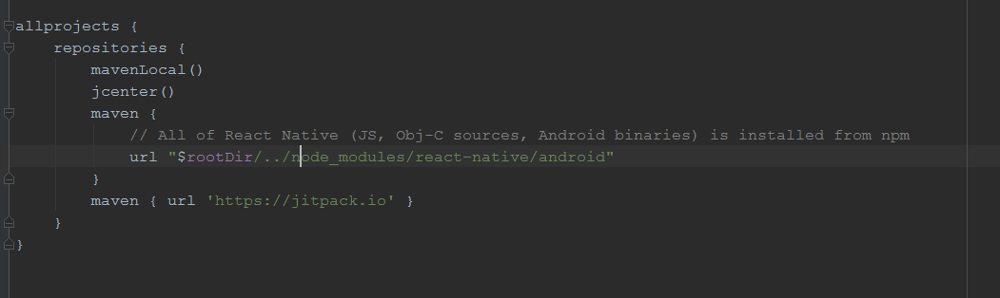 allprojects {
    repositories {
        mavenLocal()
        jcenter()
        maven {
            // All of React Native (JS, Obj-C sources, Android binaries) is installed from npm
            url "$rootDir/../node_modules/react-native/android"
        }
        maven { url 'https://jitpack.io' }
    }
}